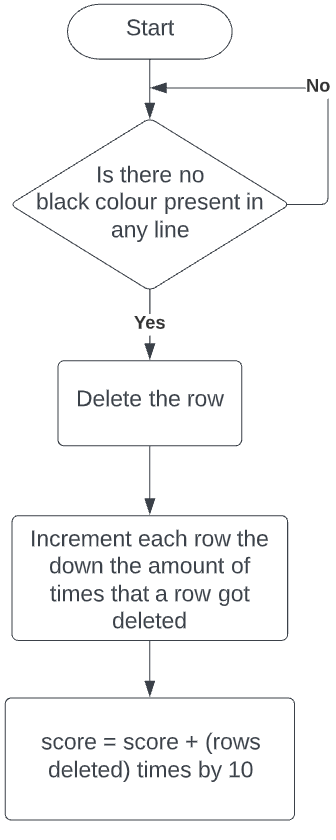 Start
No
Is there no
black colour present in
any line
Yes
Delete the row
Increment each row the
down the amount of
times that a row got
deleted
score = score + (rows
deleted) times by 10